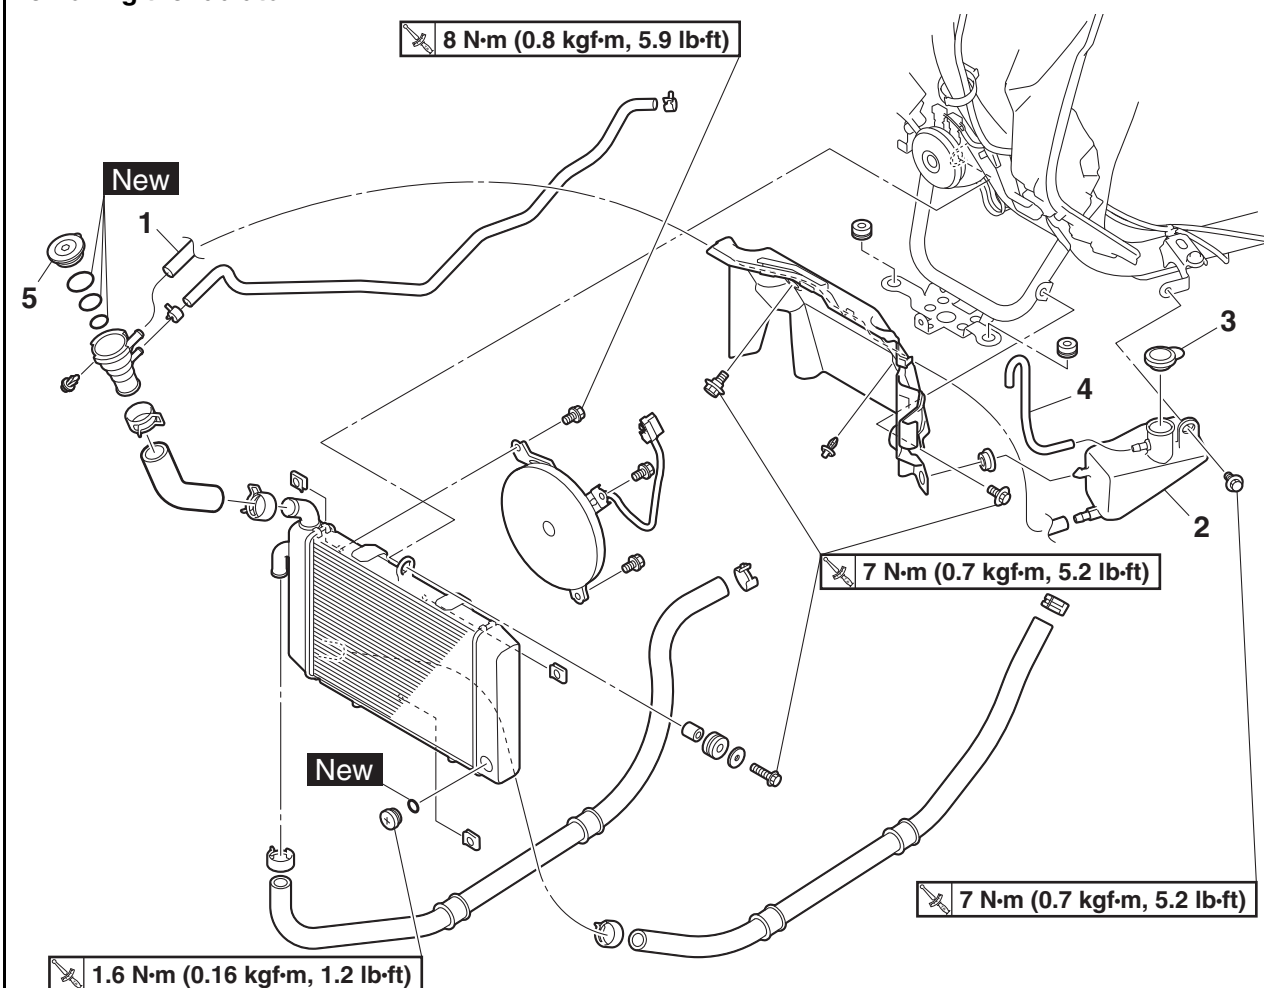 8 N·m (0.8 kgf·m, 5.9 lb·ft)
New
1
5
3
4
2
7 N·m (0.7 kgf·m, 5.2 lb·ft)
New
7 N·m (0.7 kgf·m, 5.2 lb·ft)
1.6 N·m (0.16 kgf·m, 1.2 lb·ft)